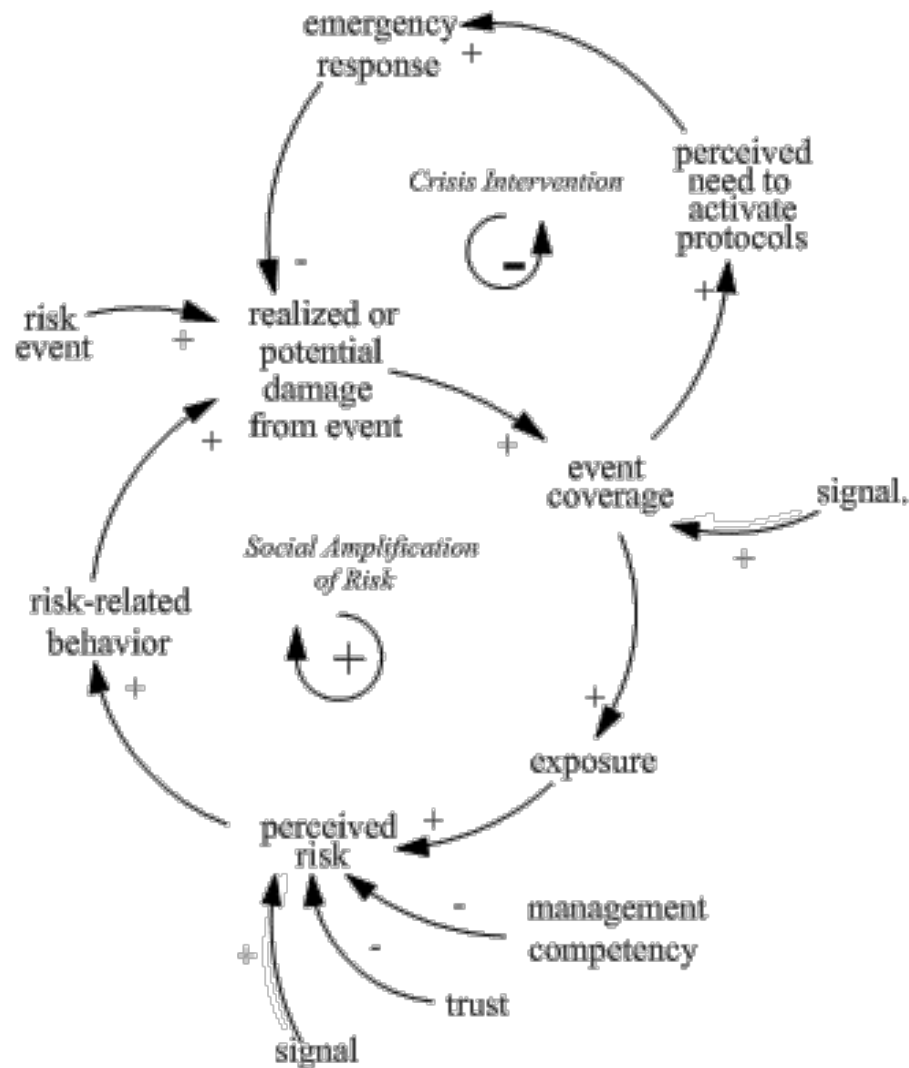 emergency
response
+
perceived
need to
activate
protocols
Crisis Intervention
-
-
+
risk
event
+
realized or
potential
damage
from event
+
+
event
coverage
signal.
+
Social Amplification
of Risk
+
risk-related
behavior
+
+
exposure
+
perceived
risk
-
management
competency
-
+
trust
signal